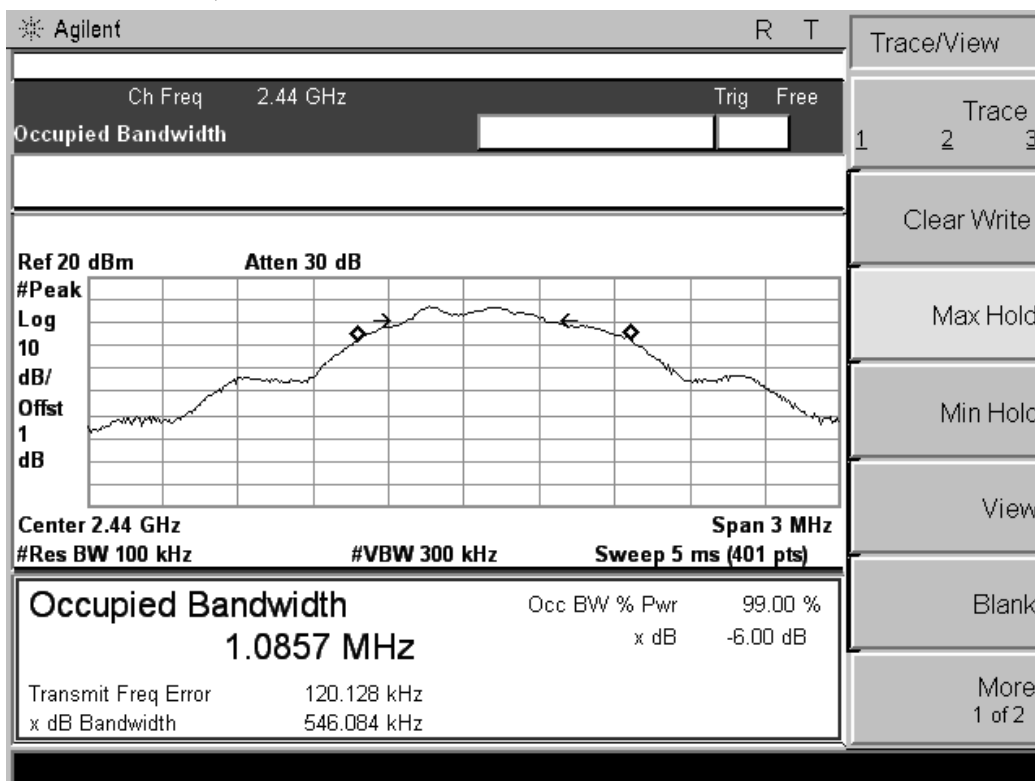 Agilent R T
Trace/View
Ch Freq 2.44 GHz Trig Free
Occupied Bandwidth
Trace
1 2 3
Clear Write
Ref 20 dBm Atten 30 dB
#Peak
Log
10
dB/
Offst
1
dB
Max Hold
Min Hold
View
Center 2.44 GHz Span 3 MHz
#Res BW 100 kHz #VBW 300 kHz Sweep 5 ms (401 pts)
Occupied Bandwidth
1.0857 MHz
Occ BW % Pwr 99.00 %
x dB -6.00 dB
Transmit Freq Error 120.128 kHz
x dB Bandwidth 546.084 kHz
Blank
More
1 of 2